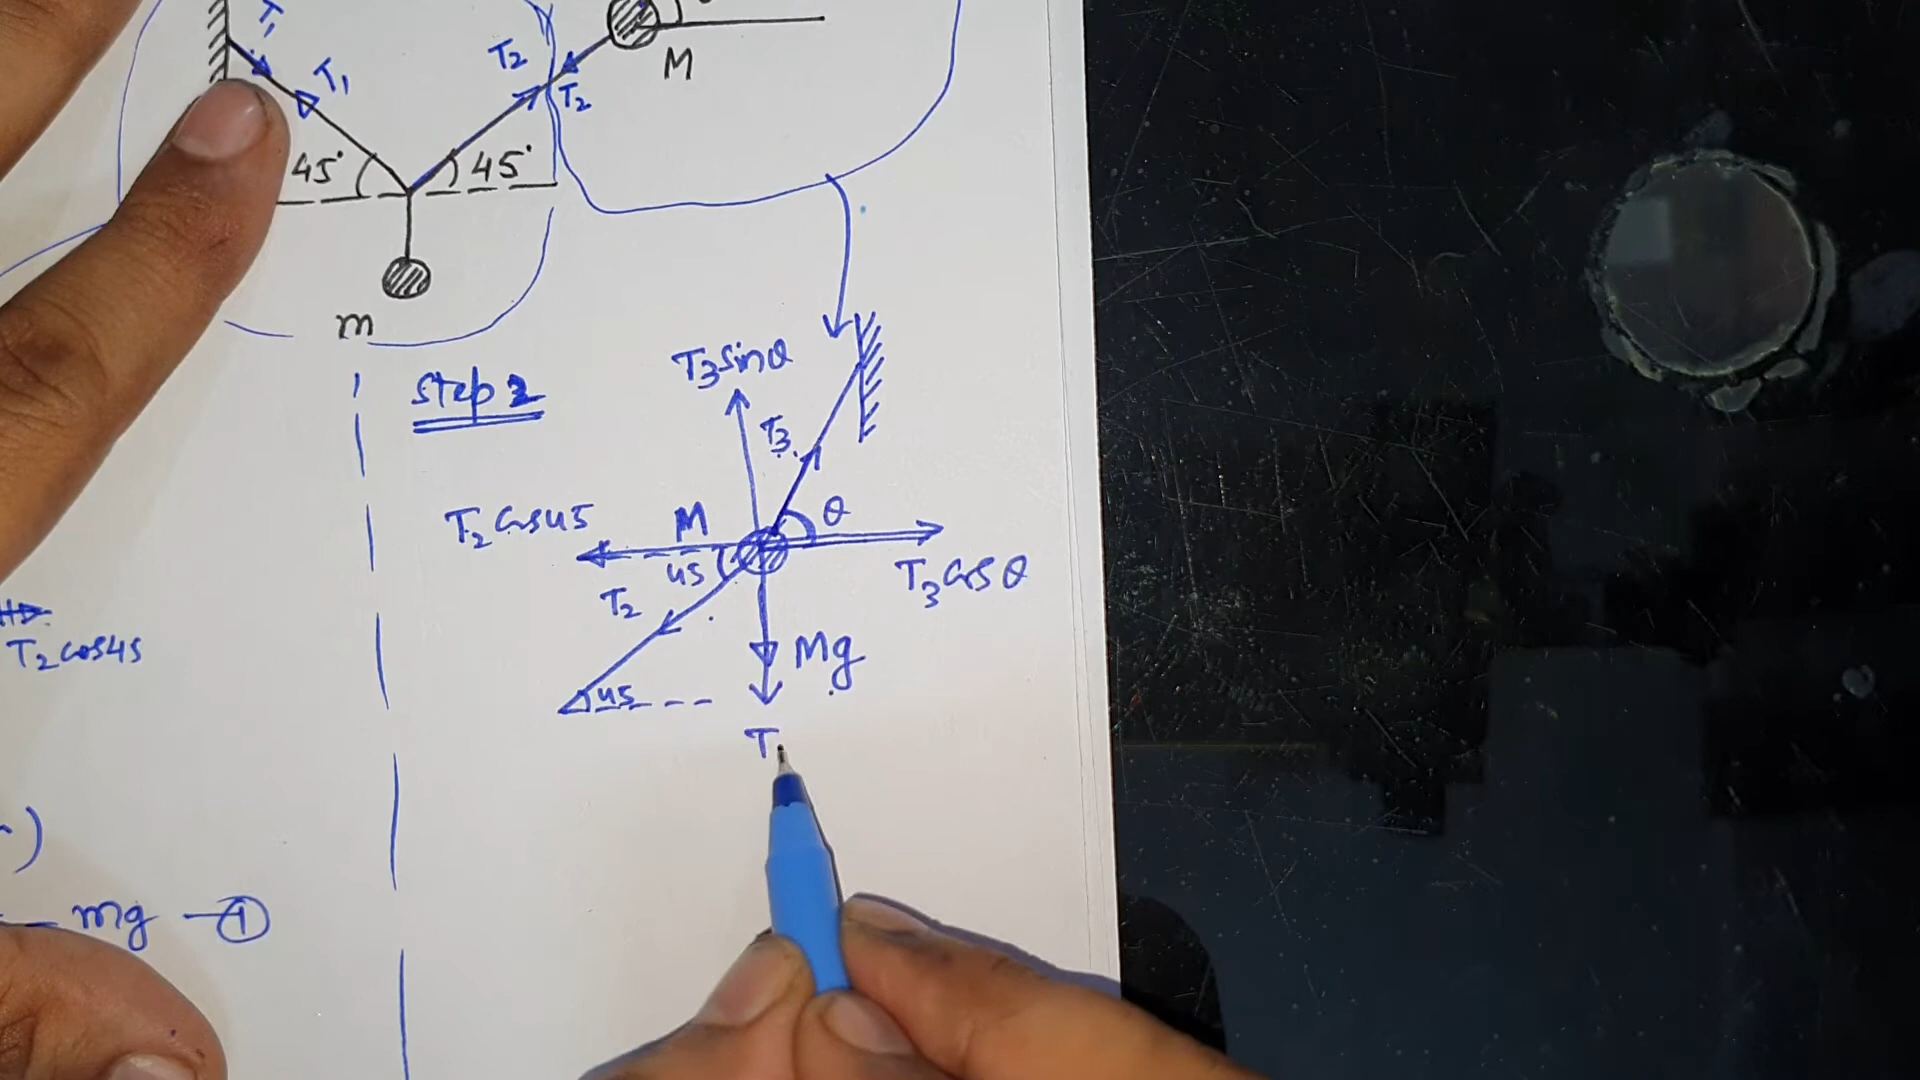 T1
T1
T2
T2
M
45°
45°
m
Step 2
T3 sinθ
T3
T2 cos45
M
θ
45
T3 cosθ
T2
Mg
45
T
T2 cos45
)
mg —①